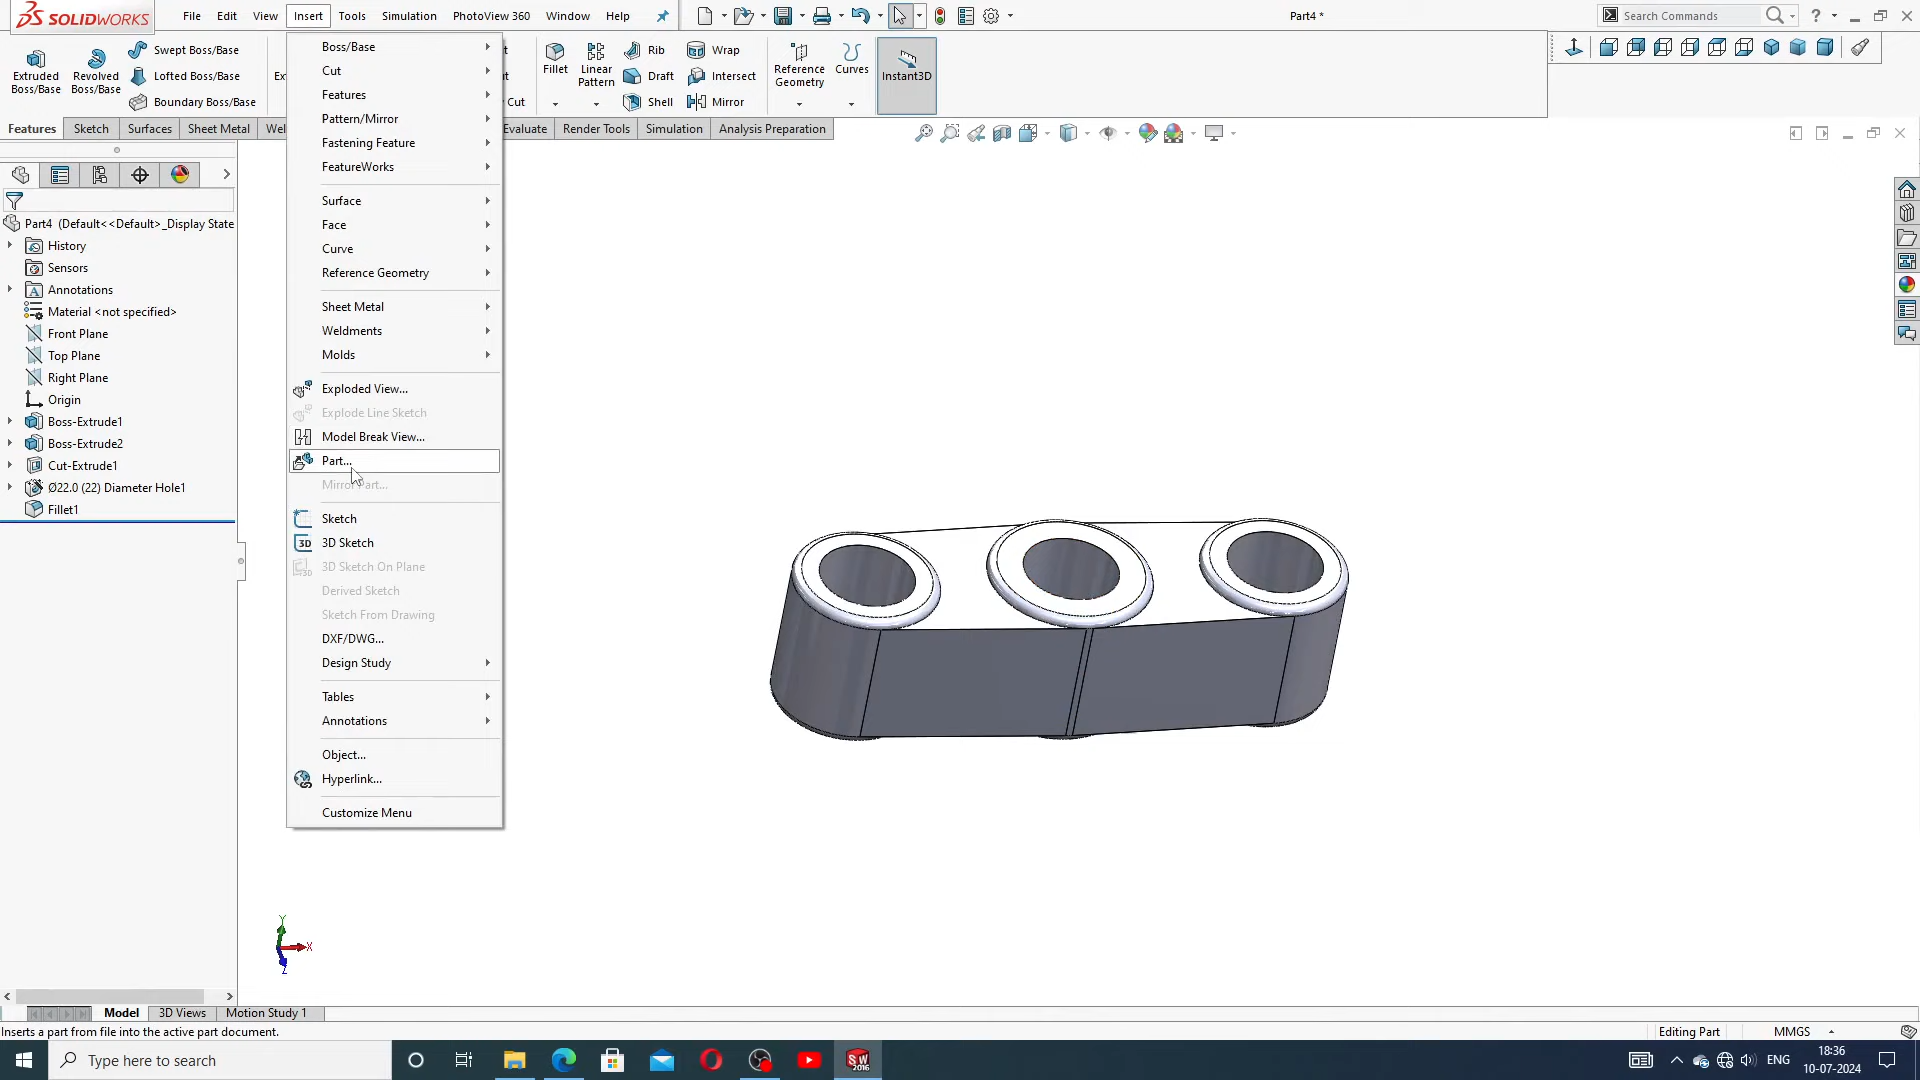 SOLIDWORKS
File Edit View Insert Tools Simulation PhotoView 360 Window Help
Part4 *
Search Commands
Extruded Boss/Base
Revolved Boss/Base
Swept Boss/Base
Lofted Boss/Base
Boundary Boss/Base
Fillet
Linear Pattern
Rib
Draft
Shell
Wrap
Intersect
Mirror
Reference Geometry
Curves
Instant3D
Features Sketch Surfaces Sheet Metal Evaluate Render Tools Simulation Analysis Preparation
Boss/Base
Cut
Features
Pattern/Mirror
Fastening Feature
FeatureWorks
Surface
Face
Curve
Reference Geometry
Sheet Metal
Weldments
Molds
Exploded View...
Explode Line Sketch
Model Break View...
Part...
Mirror Part...
Sketch
3D Sketch
3D Sketch On Plane
Derived Sketch
Sketch From Drawing
DXF/DWG...
Design Study
Tables
Annotations
Object...
Hyperlink...
Customize Menu
Part4 (Default<<Default>_Display State
History
Sensors
Annotations
Material <not specified>
Front Plane
Top Plane
Right Plane
Origin
Boss-Extrude1
Boss-Extrude2
Cut-Extrude1
Ø22.0 (22) Diameter Hole1
Fillet1
Y
X
Z
Model 3D Views Motion Study 1
Inserts a part from file into the active part document.
Editing Part MMGS
Type here to search
ENG
18:36
10-07-2024